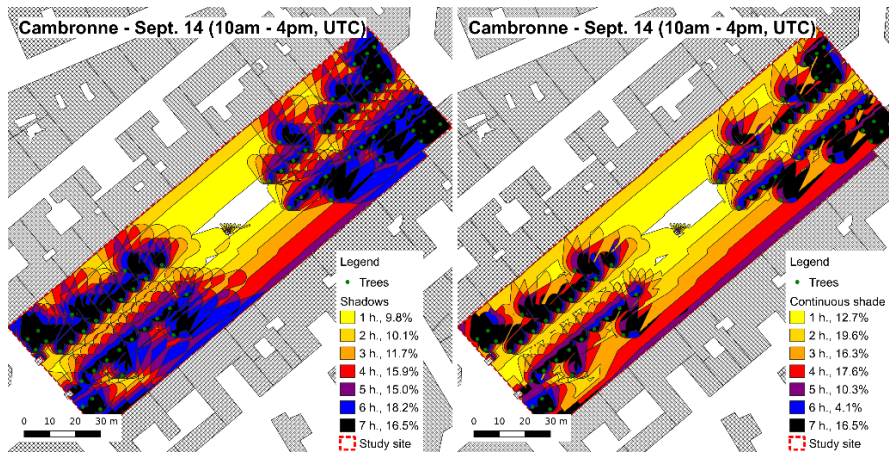 Cambronne - Sept. 14 (10am - 4pm, UTC)
Legend
Trees
Shadows
1 h., 9.8%
2 h., 10.1%
3 h., 11.7%
4 h., 15.9%
5 h., 15.0%
6 h., 18.2%
7 h., 16.5%
Study site
0 10 20 30 m
Cambronne - Sept. 14 (10am - 4pm, UTC)
Legend
Trees
Continuous shade
1 h., 12.7%
2 h., 19.6%
3 h., 16.3%
4 h., 17.6%
5 h., 10.3%
6 h., 4.1%
7 h., 16.5%
Study site
0 10 20 30 m